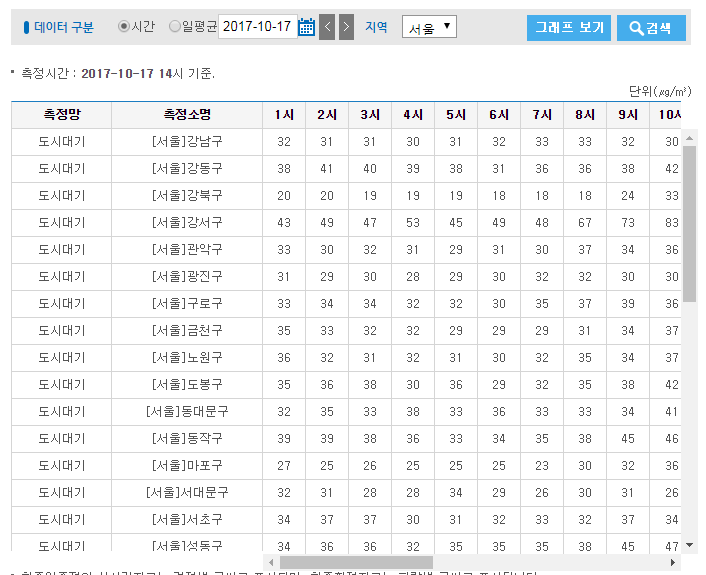 데이터 구분 시간 일평균 2017-10-17 < > 지역 서울 그래프 보기 검색
측정시간 : 2017-10-17 14시 기준.
단위(㎍/㎥)
측정망 측정소명 1시 2시 3시 4시 5시 6시 7시 8시 9시 10시
도시대기 [서울]강남구 32 31 31 30 31 32 33 33 32 30
도시대기 [서울]강동구 38 41 40 39 38 31 36 36 38 42
도시대기 [서울]강북구 20 20 19 19 19 18 18 18 24 33
도시대기 [서울]강서구 43 49 47 53 45 49 48 67 73 83
도시대기 [서울]관악구 33 30 32 31 29 31 30 37 34 36
도시대기 [서울]광진구 31 29 30 28 29 30 32 32 30 30
도시대기 [서울]구로구 33 34 34 32 32 30 35 37 39 36
도시대기 [서울]금천구 35 33 32 32 29 29 29 31 34 37
도시대기 [서울]노원구 36 32 31 32 31 30 32 35 34 37
도시대기 [서울]도봉구 35 36 38 30 36 29 32 35 38 42
도시대기 [서울]동대문구 32 35 33 38 33 36 33 33 34 41
도시대기 [서울]동작구 39 39 38 36 33 34 35 38 45 46
도시대기 [서울]마포구 27 25 26 25 25 25 23 30 32 36
도시대기 [서울]서대문구 32 31 28 28 34 29 26 30 31 26
도시대기 [서울]서초구 34 37 37 30 31 32 33 32 37 34
도시대기 [서울]성동구 34 36 36 32 35 35 35 38 45 47